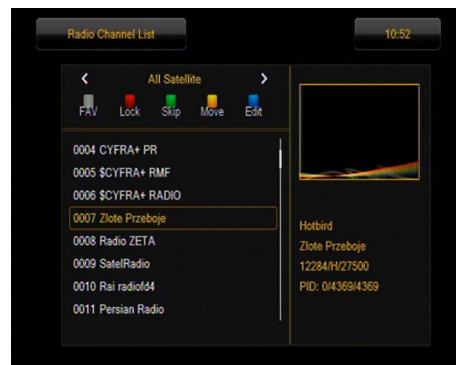 Radio Channel List
10:52
All Satellite
FAV Lock Skip Move Edit
0004 CYFRA+ PR
0005 $CYFRA+ RMF
0006 $CYFRA+ RADIO
0007 Zlote Przeboje
0008 Radio ZETA
0009 SatelRadio
0010 Rai radiofd4
0011 Persian Radio
Hotbird
Zlote Przeboje
12284/H/27500
PID: 0/4369/4369